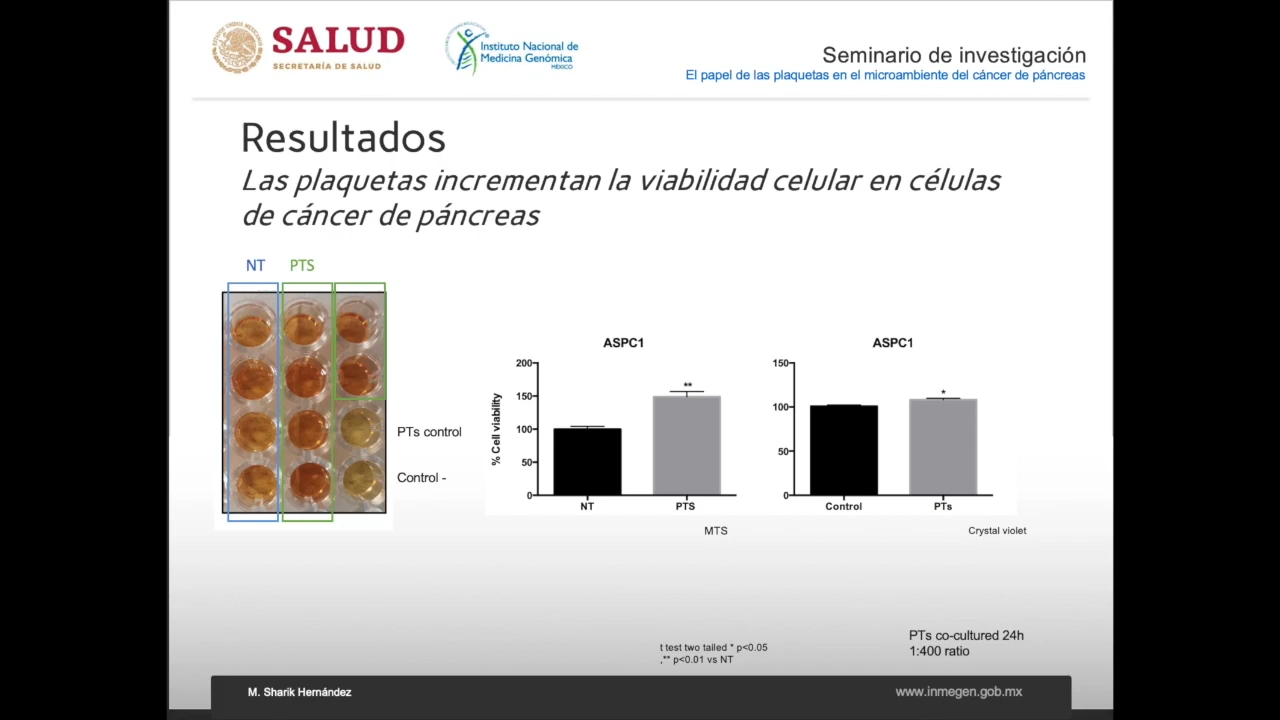 SALUD
SECRETARÍA DE SALUD
Instituto Nacional de
Medicina Genómica
MÉXICO
Seminario de investigación
El papel de las plaquetas en el microambiente del cáncer de páncreas
Resultados
Las plaquetas incrementan la viabilidad celular en células
de cáncer de páncreas
NT PTS
PTs control
Control -
ASPC1
% Cell viability
200
150
100
50
0
**
NT PTS
MTS
ASPC1
150
100
50
0
*
Control PTs
Crystal violet
t test two tailed * p<0.05
,** p<0.01 vs NT
PTs co-cultured 24h
1:400 ratio
M. Sharik Hernández
www.inmegen.gob.mx